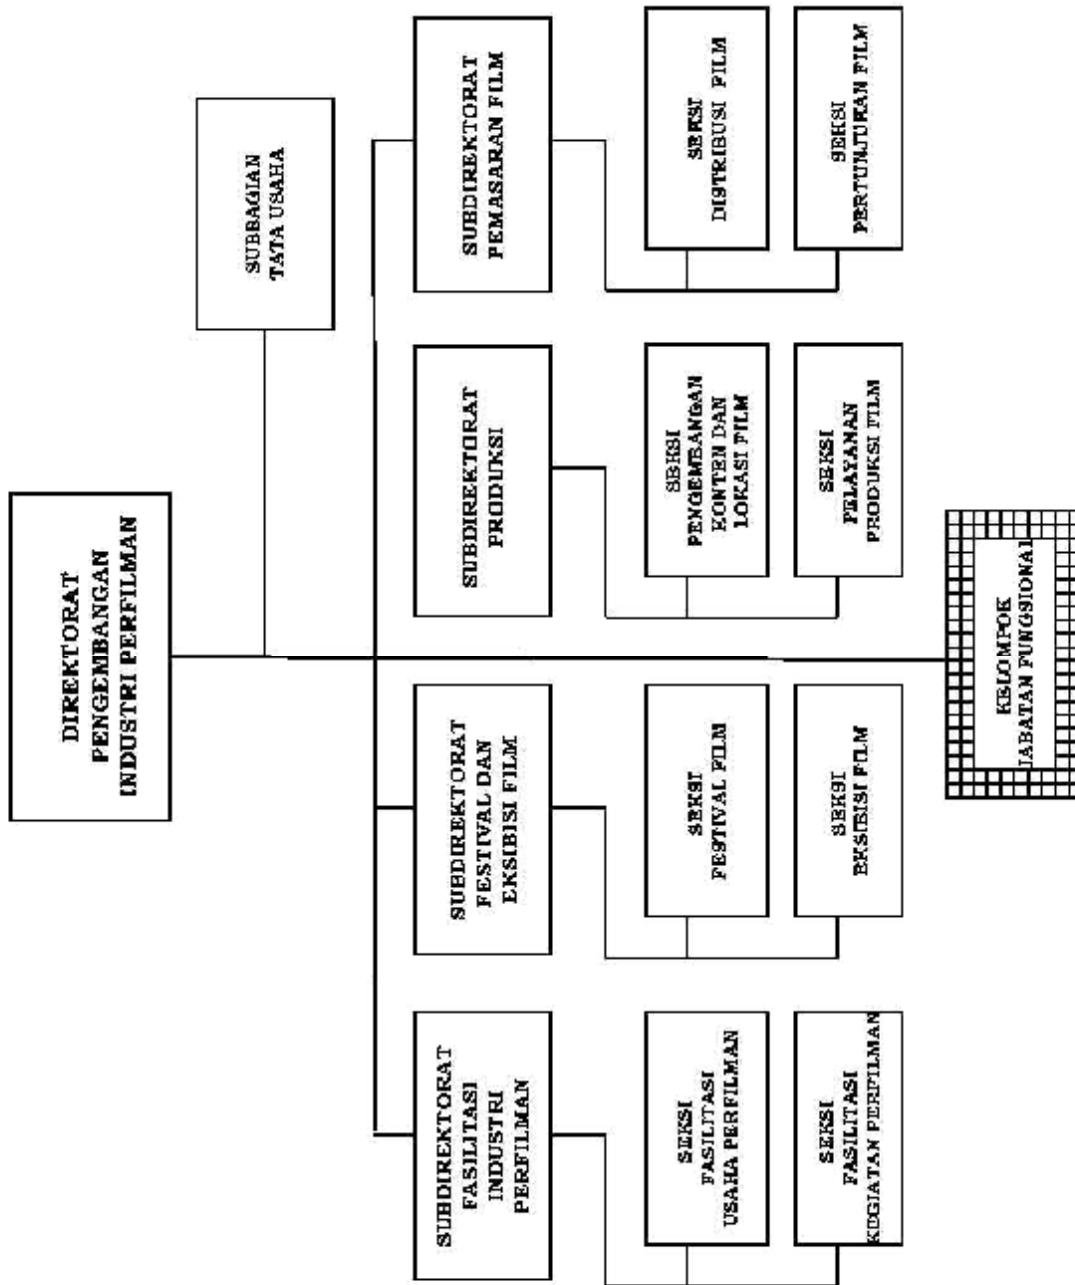 DIREKTORAT
PENGEMBANGAN
INDUSTRI PERFILMAN
SUBBAGIAN
TATA USAHA
SUBDIREKTORAT
FASILITASI
INDUSTRI
PERFILMAN
SUBDIREKTORAT
FESTIVAL DAN
EKSIBISI FILM
SUBDIREKTORAT
PRODUKSI
SUBDIREKTORAT
PEMASARAN FILM
SEKSI
FASILITASI
USAHA PERFILMAN
SEKSI
FESTIVAL FILM
SEKSI
PENGEMBANGAN
KONTEN DAN
LOKASI FILM
SEKSI
DISTRIBUSI FILM
SEKSI
FASILITASI
KEGIATAN PERFILMAN
SEKSI
EKSIBISI FILM
SEKSI
PELAYANAN
PRODUKSI FILM
SEKSI
PERTUNJUKAN FILM
KELOMPOK
JABATAN FUNGSIONAL